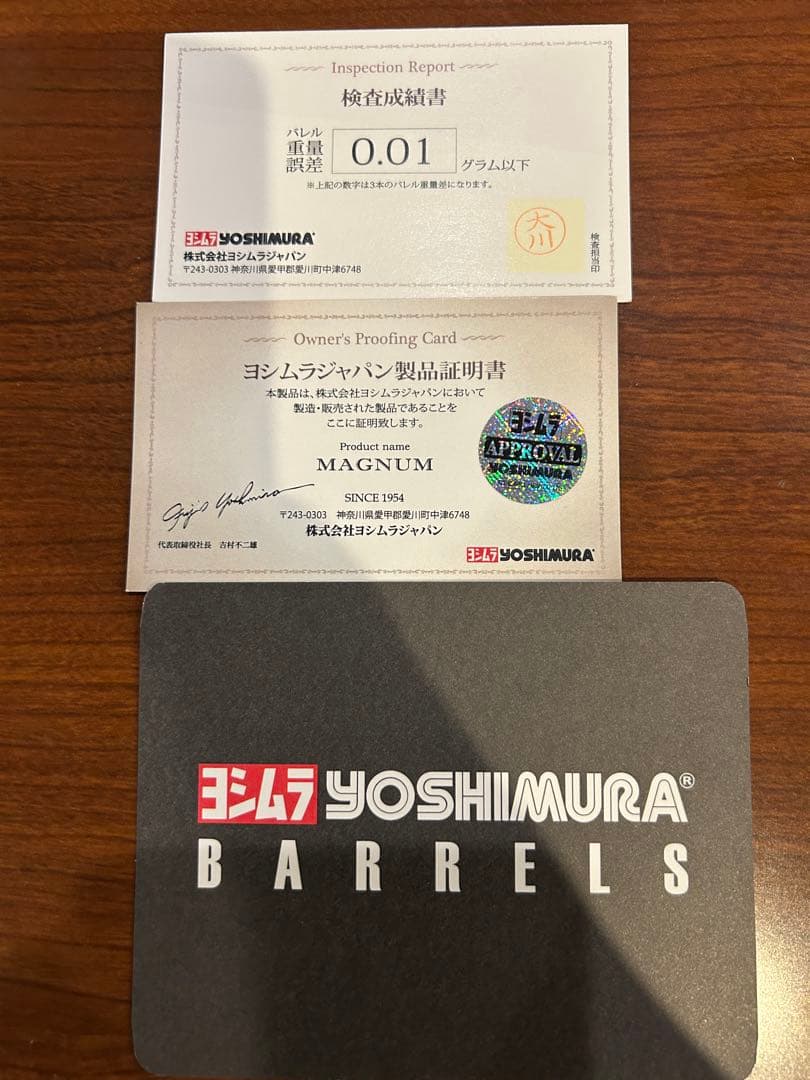 Inspection Report
検査成績書
バレル
重量
誤差
0.01
グラム以下
※上記の数字は3本のバレル重量差になります。
大川
検査担当印
ヨシムラ YOSHIMURA®
株式会社ヨシムラジャパン
〒243-0303 神奈川県愛甲郡愛川町中津6748
Owner's Proofing Card
ヨシムラジャパン製品証明書
本製品は、株式会社ヨシムラジャパンにおいて
製造・販売された製品であることを
ここに証明致します。
Product name
MAGNUM
ヨシムラ
APPROVAL
YOSHIMURA
SINCE 1954
〒243-0303 神奈川県愛甲郡愛川町中津6748
株式会社ヨシムラジャパン
代表取締役社長 吉村不二雄
ヨシムラ YOSHIMURA®
ヨシムラ YOSHIMURA®
BARRELS